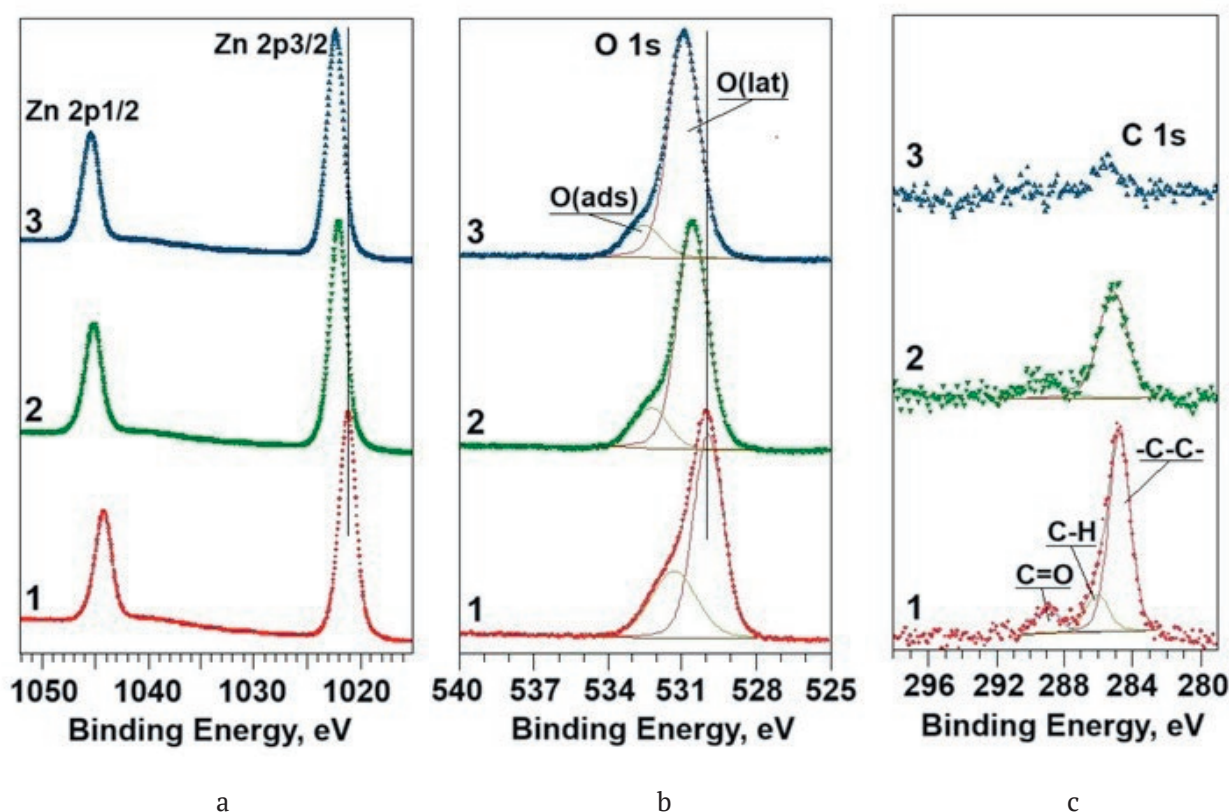 Zn 2p3/2
Zn 2p1/2
3
2
1
1050 1040 1030 1020
Binding Energy, eV
a
O 1s
O(lat)
O(ads)
3
2
1
540 537 534 531 528 525
Binding Energy, eV
b
C 1s
3
2
-C-C-
C-H
C=O
1
296 292 288 284 280
Binding Energy, eV
c